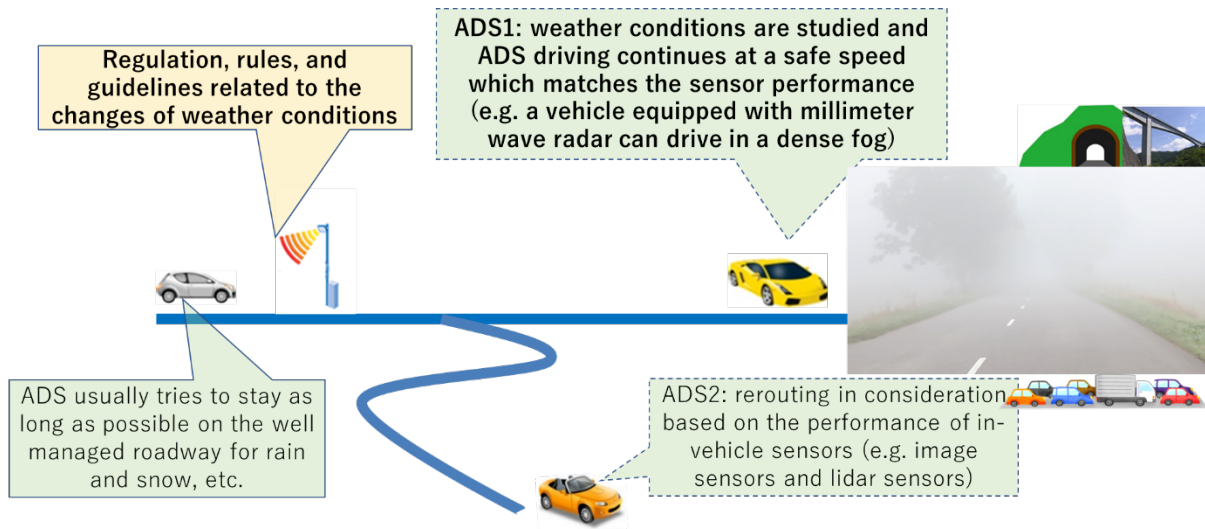 Regulation, rules, and
guidelines related to the
changes of weather conditions
ADS1: weather conditions are studied and
ADS driving continues at a safe speed
which matches the sensor performance
(e.g. a vehicle equipped with millimeter
wave radar can drive in a dense fog)
ADS usually tries to stay as
long as possible on the well
managed roadway for rain
and snow, etc.
ADS2: rerouting in consideration
based on the performance of in-
vehicle sensors (e.g. image
sensors and lidar sensors)